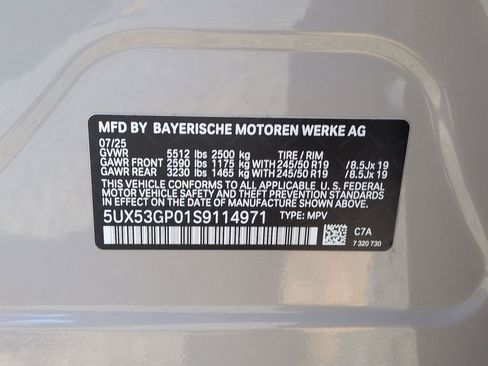 MFD BY BAYERISCHE MOTOREN WERKE AG
07/25
GVWR 5512 lbs 2500 kg TIRE / RIM
GAWR FRONT 2590 lbs 1175 kg WITH 245/50 R19 /8.5Jx 19
GAWR REAR 3230 lbs 1465 kg WITH 245/50 R19 /8.5Jx 19
THIS VEHICLE CONFORMS TO ALL APPLICABLE U. S. FEDERAL
MOTOR VEHICLE SAFETY AND THEFT PREVENTION STANDARDS
IN EFFECT ON THE DATE OF MANUFACTURE SHOWN ABOVE.
5UX53GP01S9114971 TYPE: MPV
C7A
7 320 730